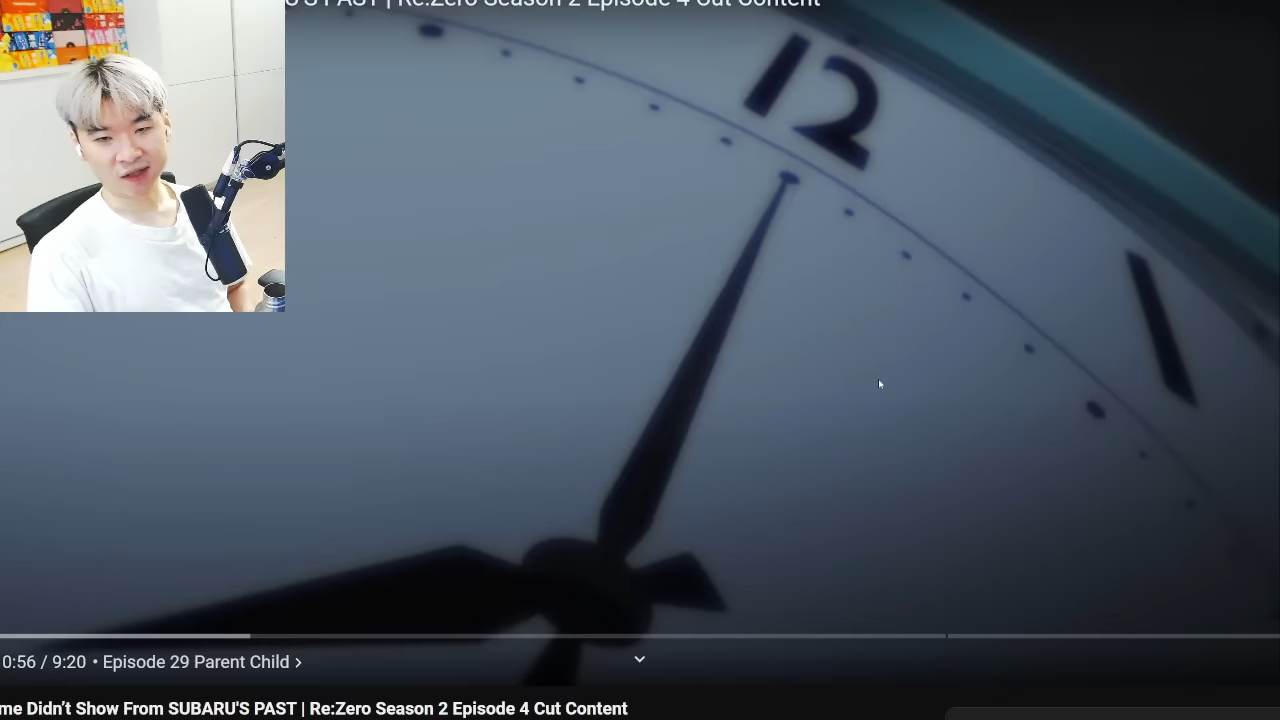 U'S PAST | Re:Zero Season 2 Episode 4 Cut Content
12
1
0:56 / 9:20 • Episode 29 Parent Child >
me Didn't Show From SUBARU'S PAST | Re:Zero Season 2 Episode 4 Cut Content